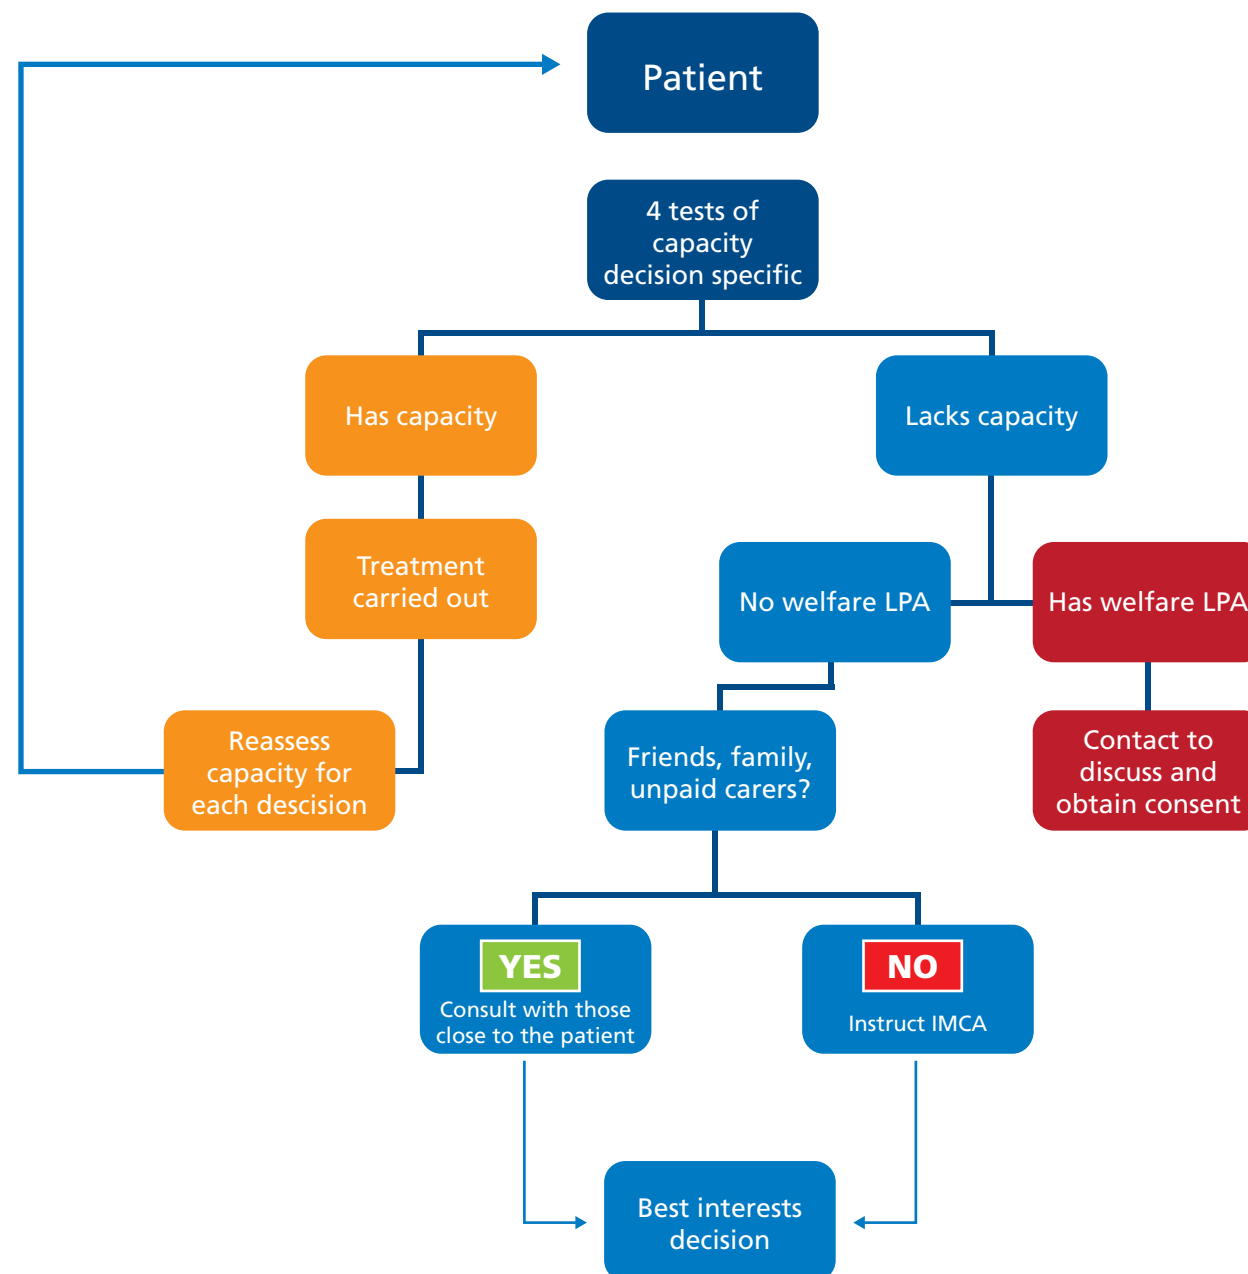 Patient
4 tests of
capacity
decision specific
Has capacity
Lacks capacity
Treatment
carried out
No welfare LPA
Has welfare LPA
Reassess
capacity for
each descision
Friends, family,
unpaid carers?
Contact to
discuss and
obtain consent
YES
Consult with those
close to the patient
NO
Instruct IMCA
Best interests
decision